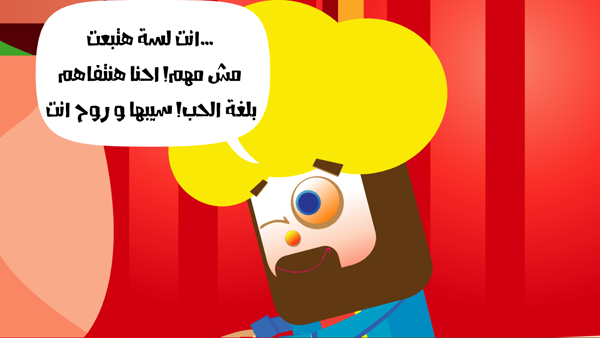 انت لسة هتبعت...
مش مهم! احنا هنتفاهم
بلغة الحب! سيبها و روح انت